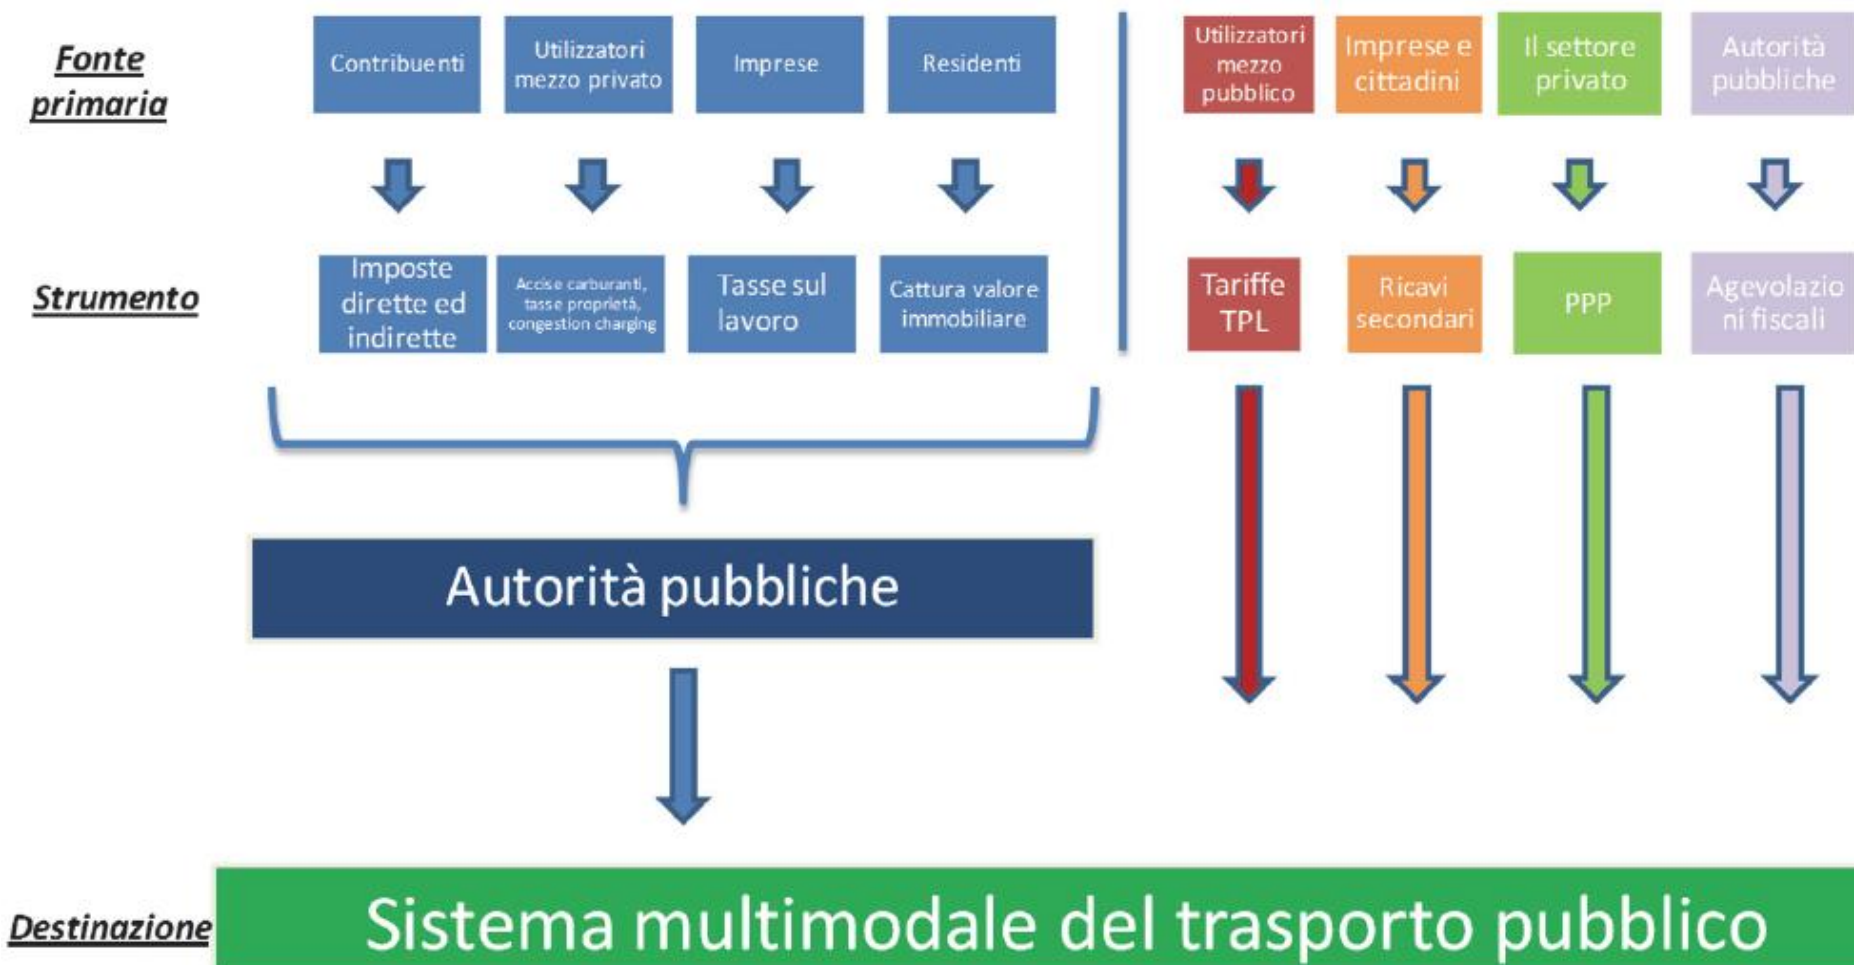 Fonte
primaria
Contribuenti
Utilizzatori
mezzo privato
Imprese
Residenti
Utilizzatori
mezzo
pubblico
Imprese e
cittadini
Il settore
privato
Autorità
pubbliche
Strumento
Imposte
dirette ed
indirette
Accise carburanti,
tasse proprietà,
congestion charging
Tasse sul
lavoro
Cattura valore
immobiliare
Tariffe
TPL
Ricavi
secondari
PPP
Agevolazio
ni fiscali
Autorità pubbliche
Destinazione
Sistema multimodale del trasporto pubblico